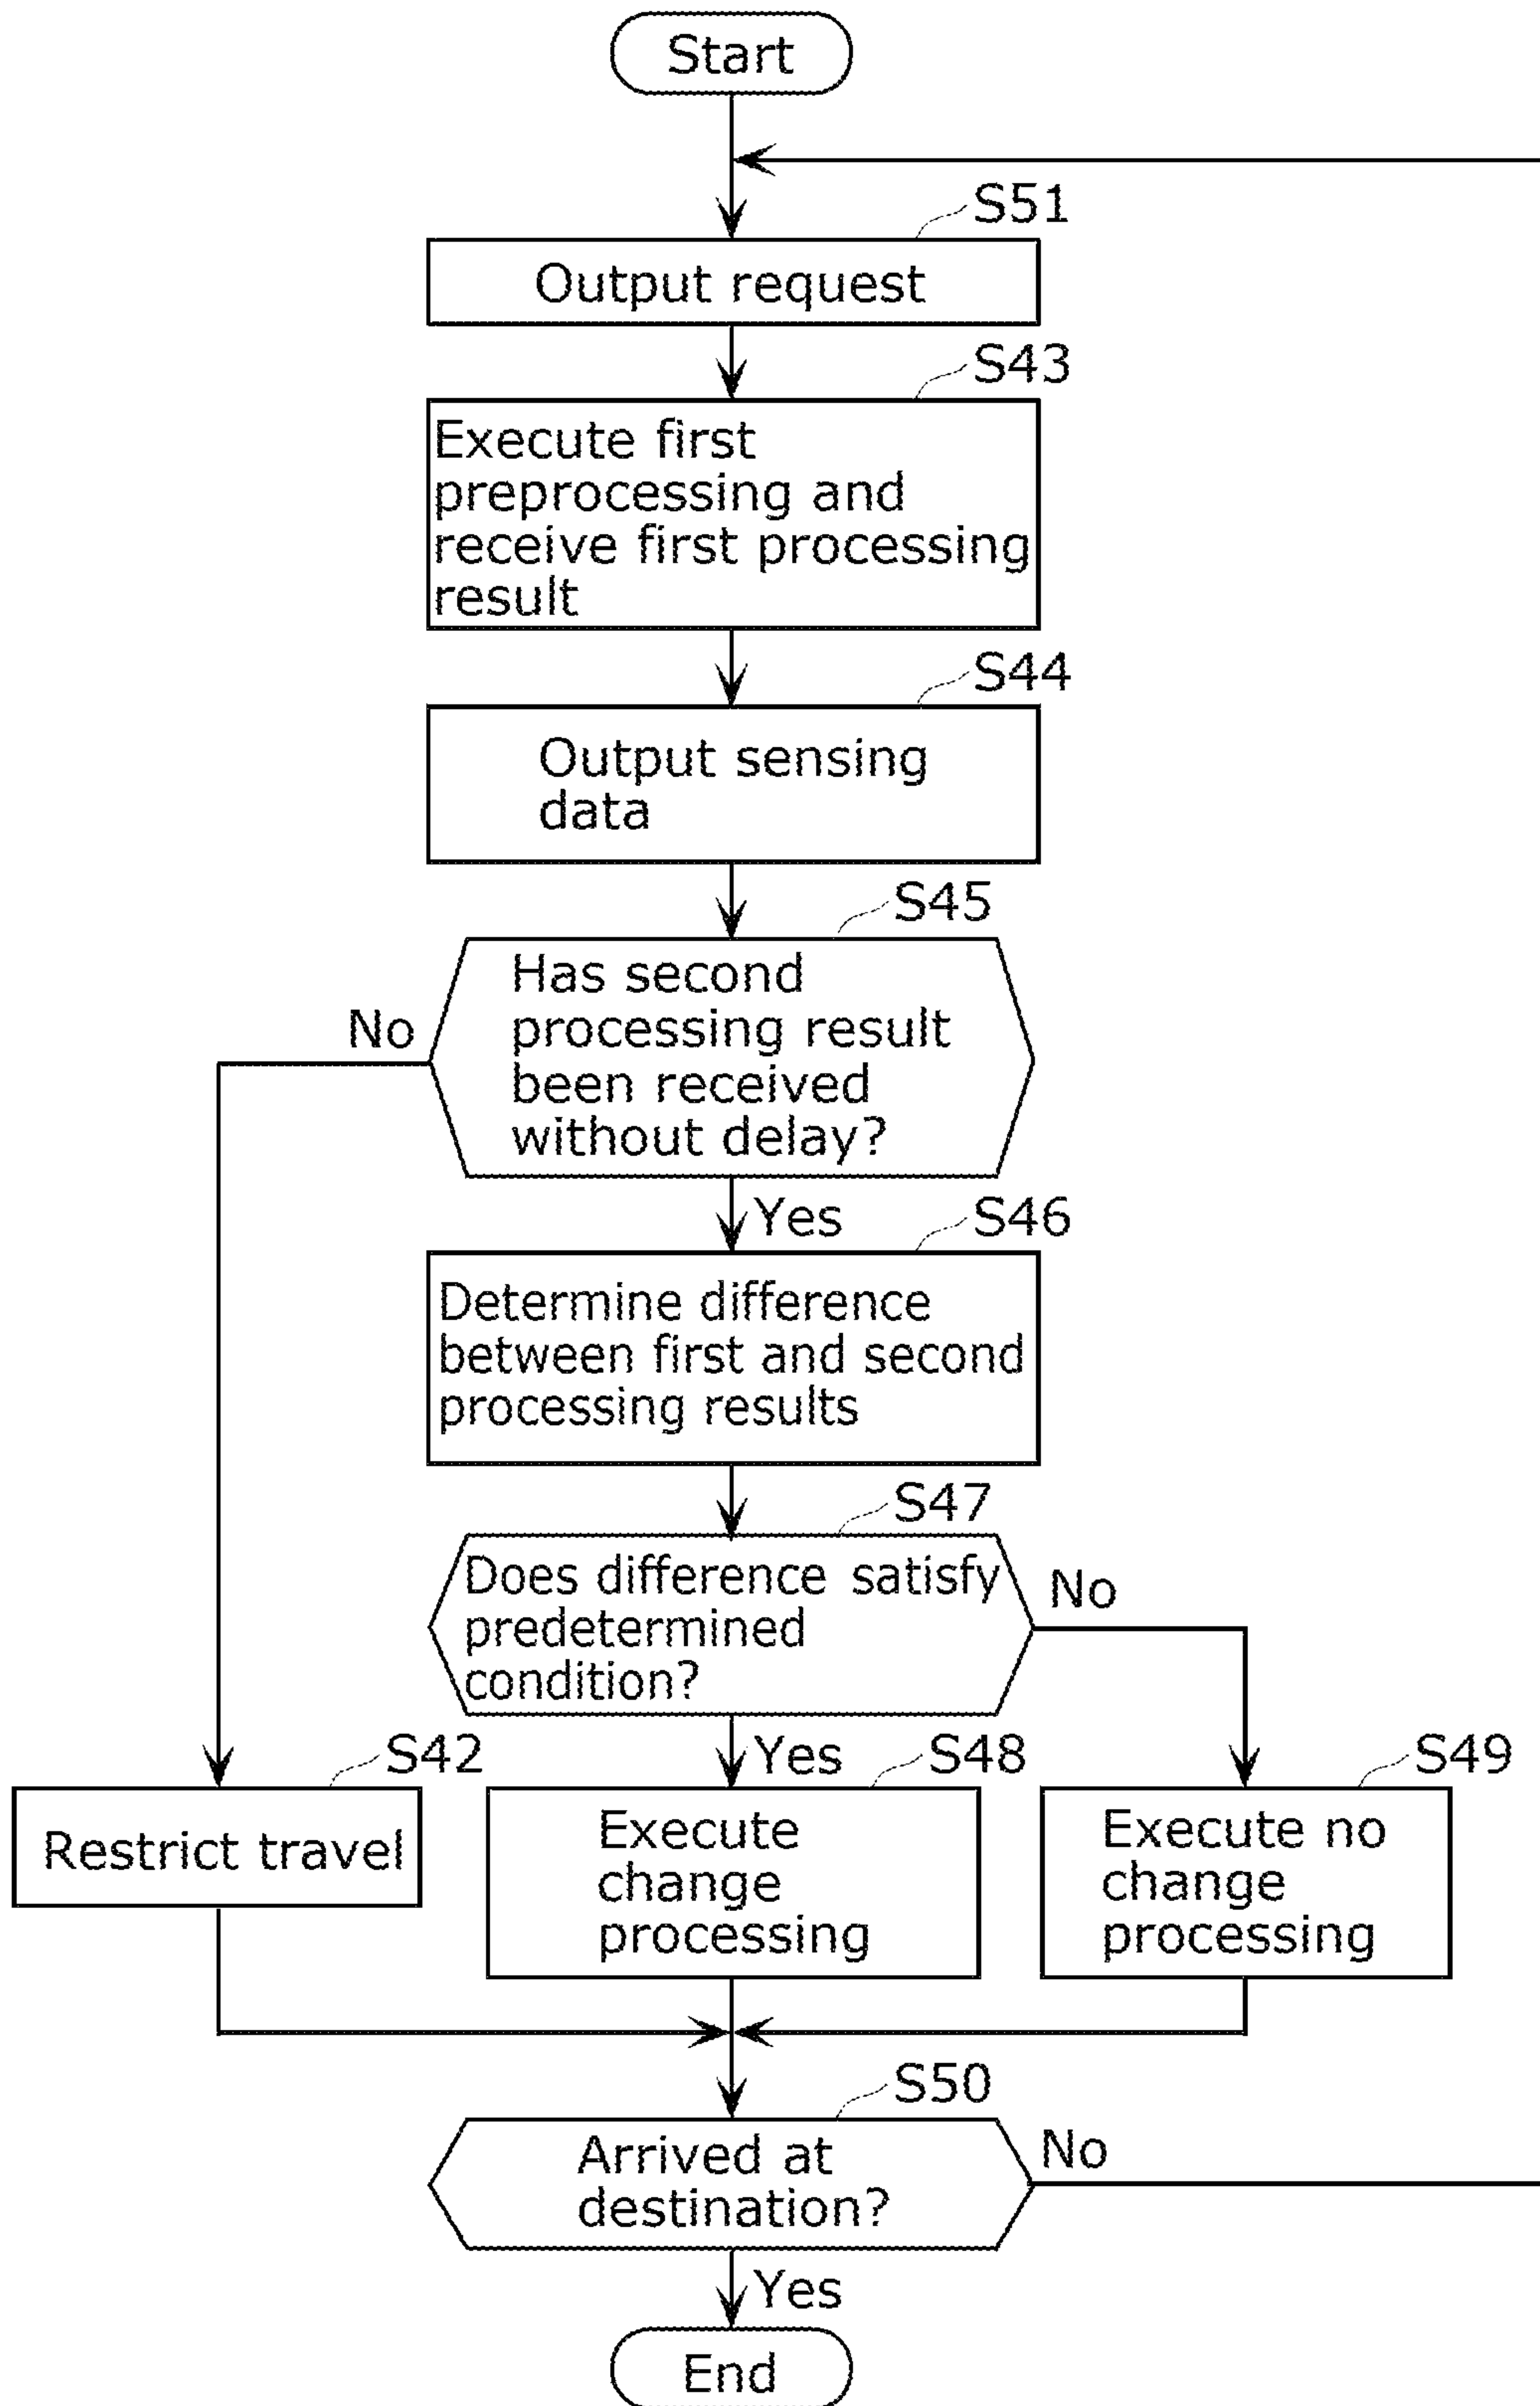 Start
S51
Output request
S43
Execute first
preprocessing and
receive first processing
result
S44
Output sensing
data
S45
Has second
processing result
been received
without delay?
No
Yes
S46
Determine difference
between first and second
processing results
S47
Does difference satisfy
predetermined
condition?
No
Yes
S42
Restrict travel
S48
Execute
change
processing
S49
Execute no
change
processing
S50
Arrived at
destination?
No
Yes
End